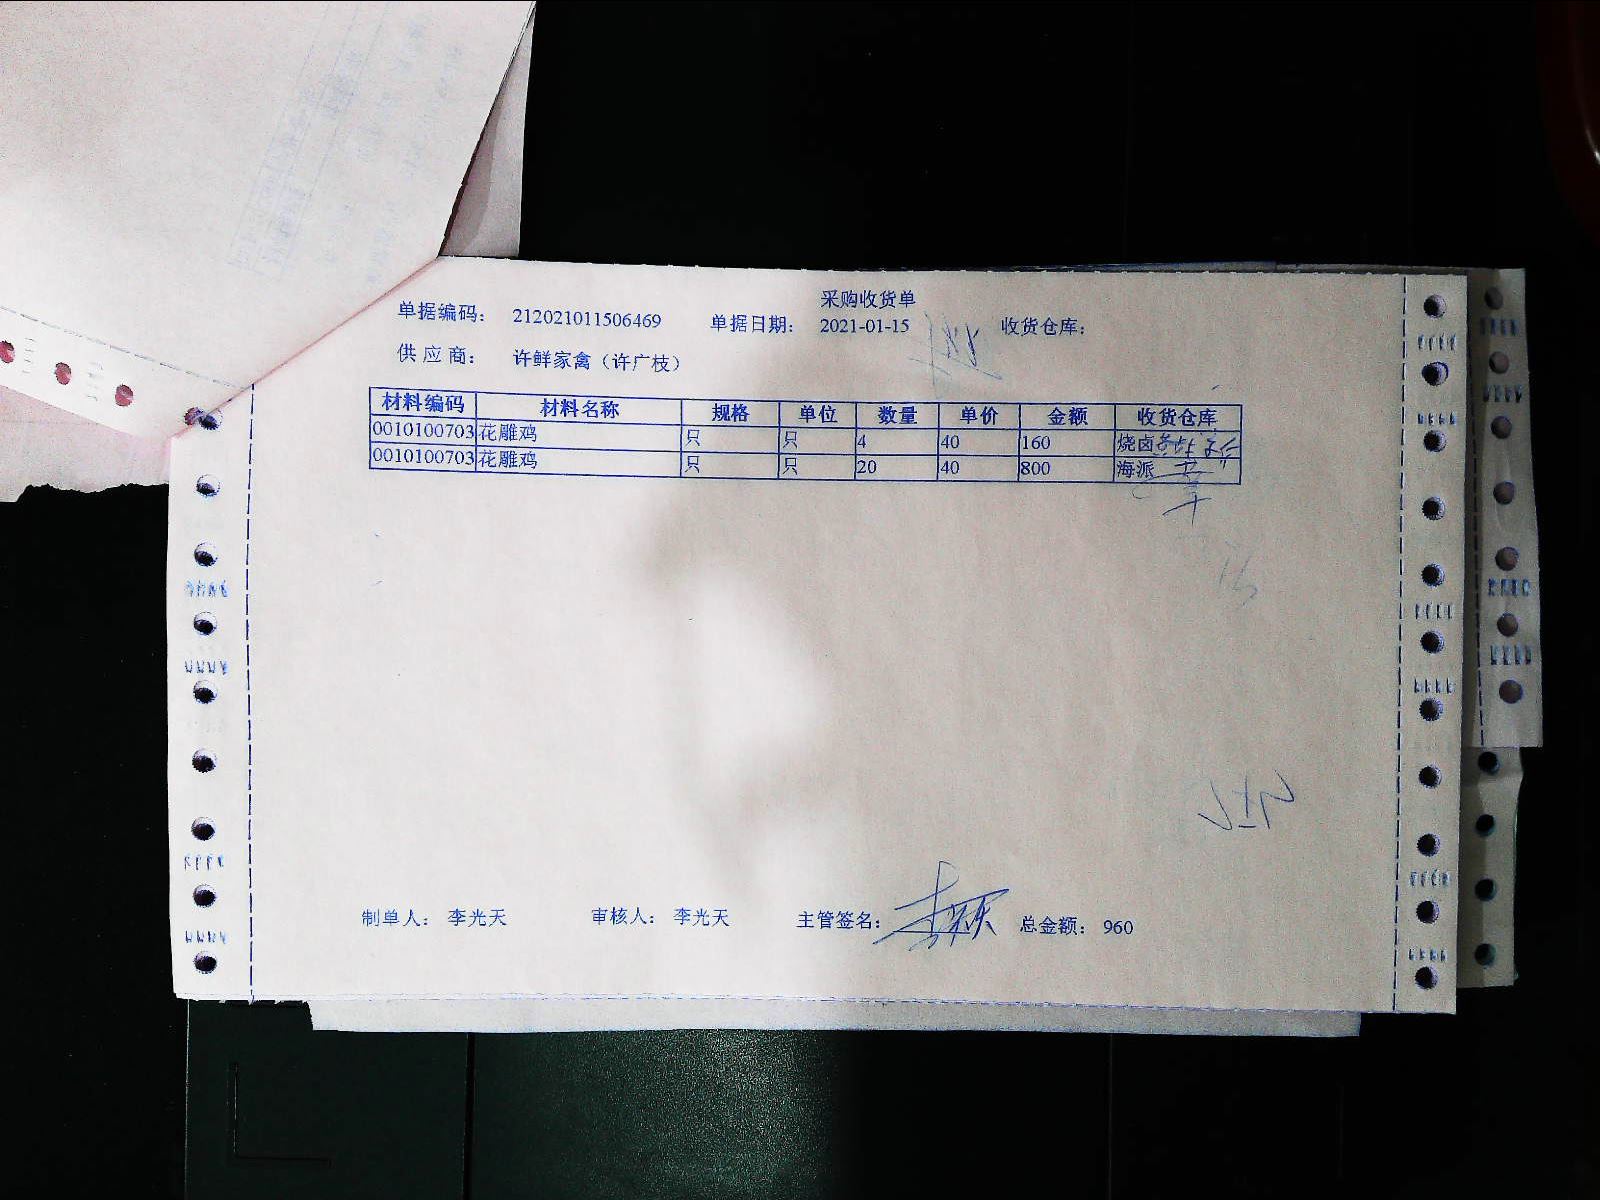 采购收货单
单据编码： 212021011506469 单据日期： 2021-01-15 收货仓库：
供 应 商： 许鲜家禽（许广枝）
材料编码 材料名称 规格 单位 数量 单价 金额 收货仓库
0010100703 花雕鸡 只 只 4 40 160 烧卤
0010100703 花雕鸡 只 只 20 40 800 海派
制单人： 李光天 审核人： 李光天 主管签名： 总金额： 960